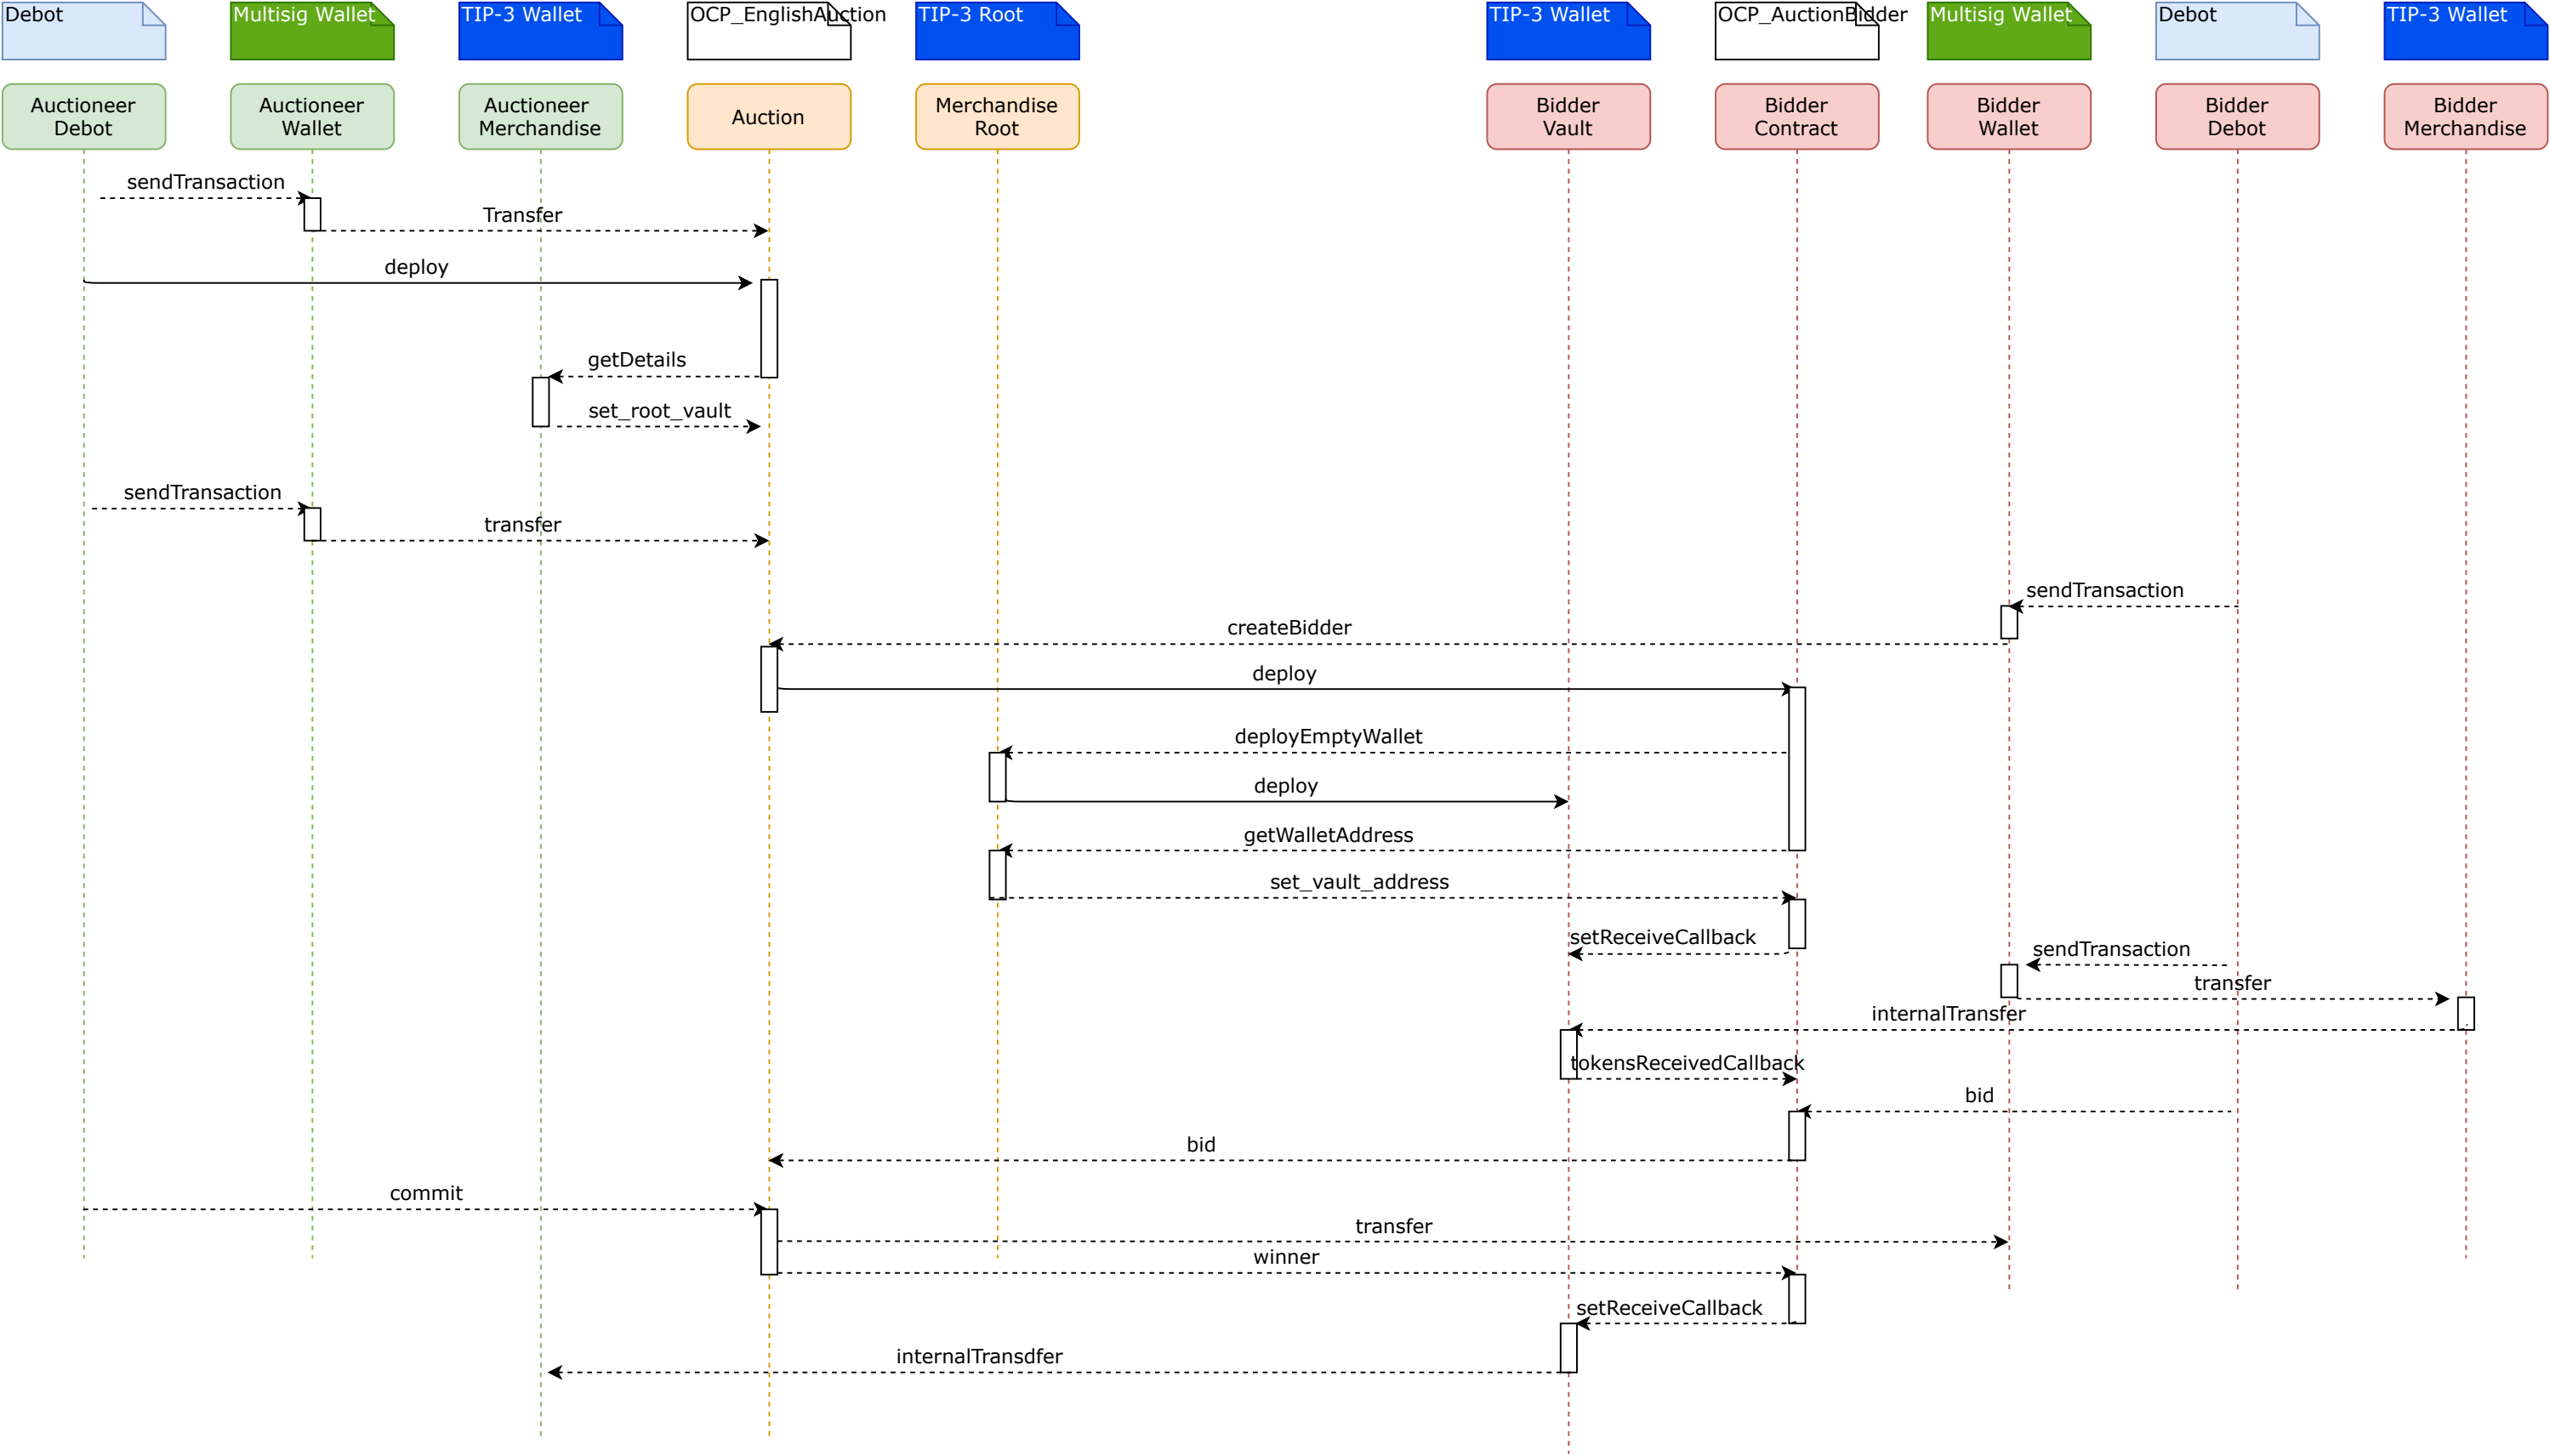 Debot
Multisig Wallet
TIP-3 Wallet
OCP_EnglishAuction
TIP-3 Root
TIP-3 Wallet
OCP_AuctionBidder
Multisig Wallet
Debot
TIP-3 Wallet
Auctioneer
Debot
Auctioneer
Wallet
Auctioneer
Merchandise
Auction
Merchandise
Root
Bidder
Vault
Bidder
Contract
Bidder
Wallet
Bidder
Debot
Bidder
Merchandise
sendTransaction
Transfer
deploy
getDetails
set_root_vault
sendTransaction
transfer
sendTransaction
createBidder
deploy
deployEmptyWallet
deploy
getWalletAddress
set_vault_address
setReceiveCallback
sendTransaction
transfer
internalTransfer
tokensReceivedCallback
bid
bid
commit
transfer
winner
setReceiveCallback
internalTransdfer